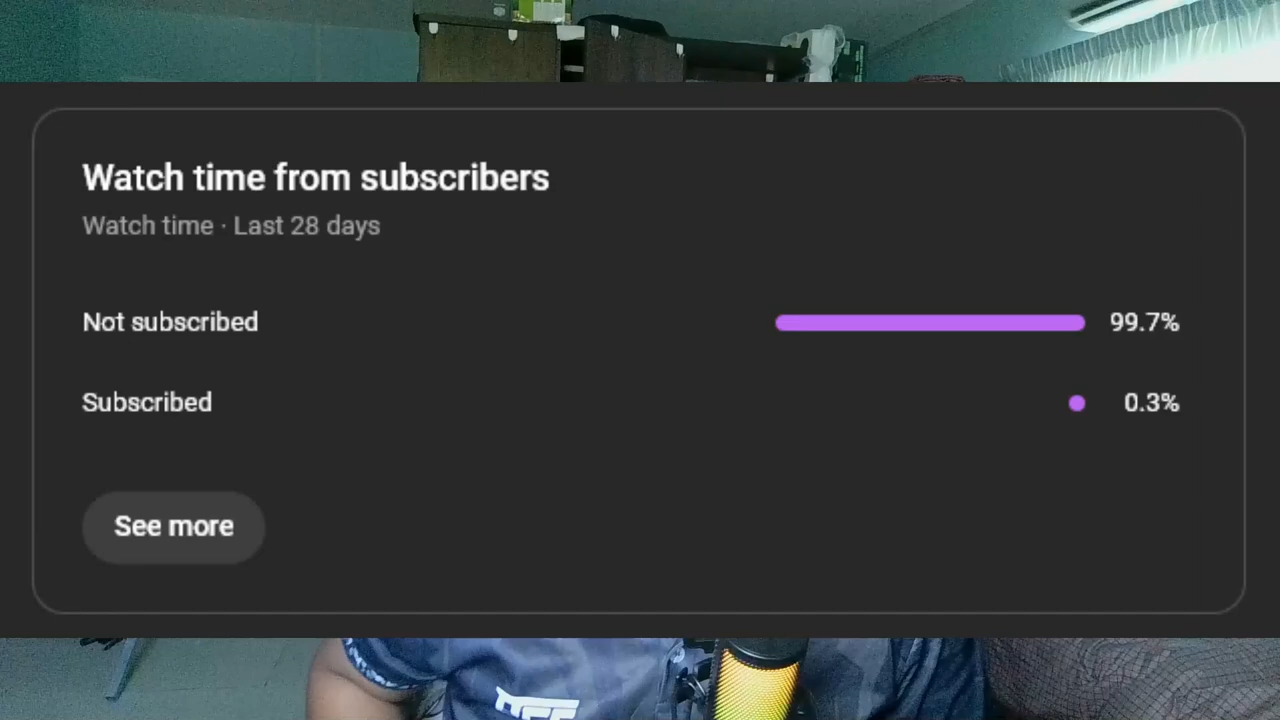 Watch time from subscribers
Watch time · Last 28 days
Not subscribed 99.7%
Subscribed 0.3%
See more